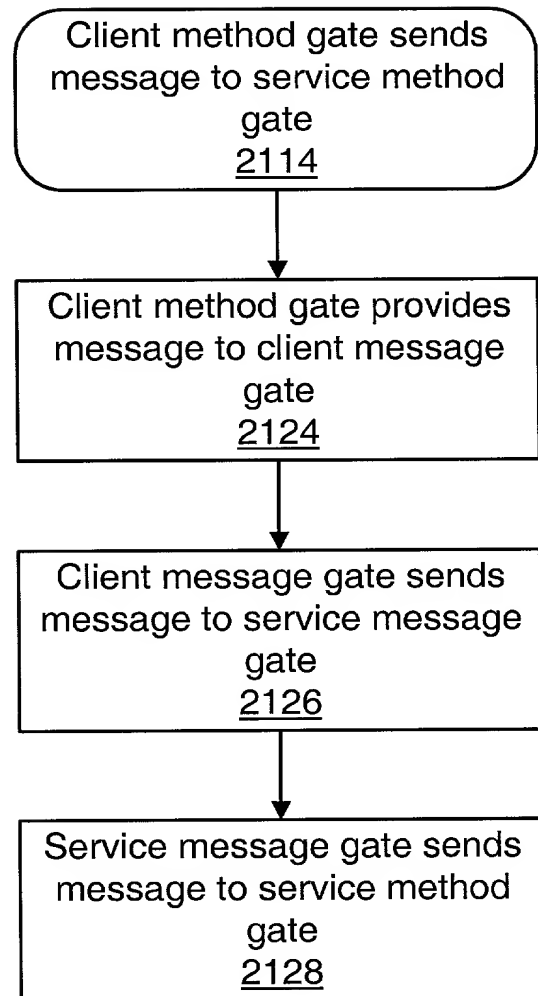 Client method gate sends
message to service method
gate
2114
Client method gate provides
message to client message
gate
2124
Client message gate sends
message to service message
gate
2126
Service message gate sends
message to service method
gate
2128